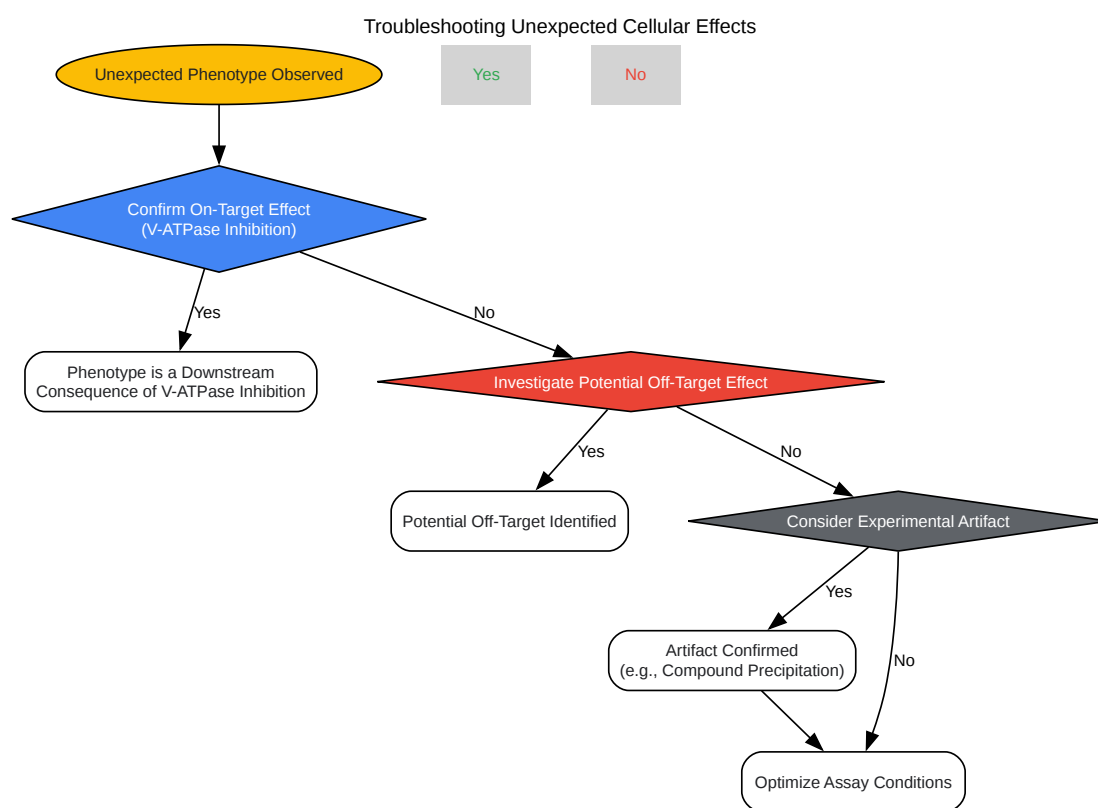 Troubleshooting Unexpected Cellular Effects
Unexpected Phenotype Observed
Yes
No
Confirm On-Target Effect
(V-ATPase Inhibition)
Yes
No
Phenotype is a Downstream
Consequence of V-ATPase Inhibition
Investigate Potential Off-Target Effect
Yes
No
Potential Off-Target Identified
Consider Experimental Artifact
Yes
No
Artifact Confirmed
(e.g., Compound Precipitation)
Optimize Assay Conditions